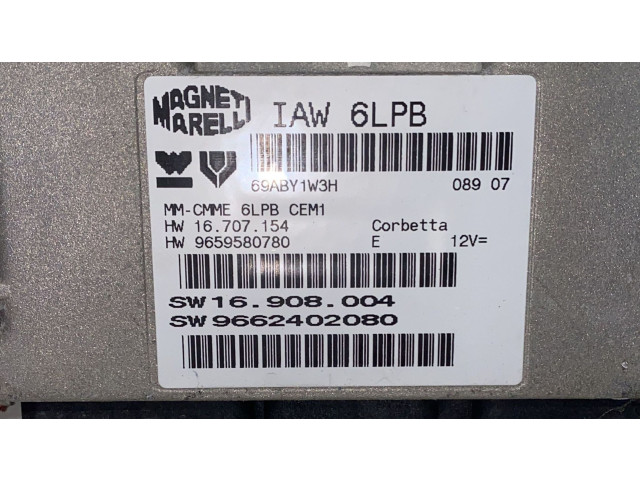 MAGNETI
MARELLI
IAW 6LPB
69ABY1W3H 089 07
MM-CMME 6LPB CEM1
HW 16.707.154 Corbetta
HW 9659580780 E 12V=
SW 16.908.004
SW 9662402080